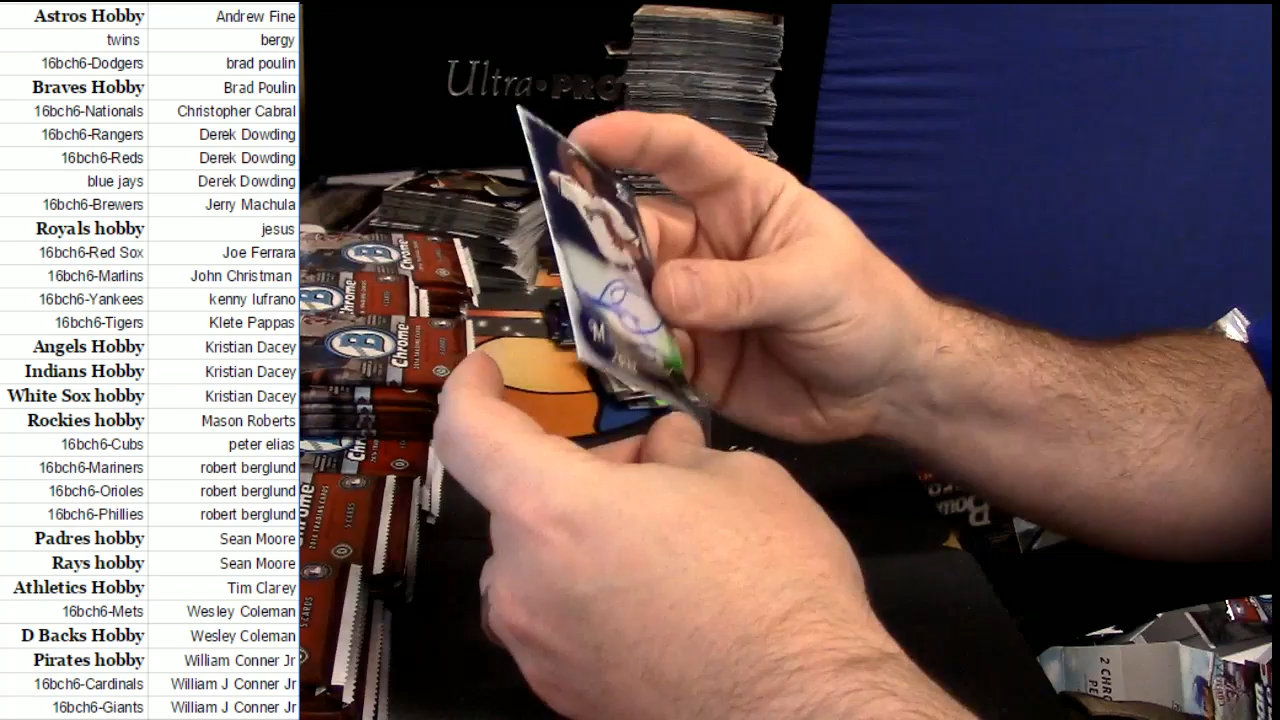 Astros Hobby Andrew Fine
twins bergy
16bch6-Dodgers brad poulin
Braves Hobby Brad Poulin
16bch6-Nationals Christopher Cabral
16bch6-Rangers Derek Dowding
16bch6-Reds Derek Dowding
blue jays Derek Dowding
16bch6-Brewers Jerry Machula
Royals hobby jesus
16bch6-Red Sox Joe Ferrara
16bch6-Marlins John Christman
16bch6-Yankees kenny lufrano
16bch6-Tigers Klete Pappas
Angels Hobby Kristian Dacey
Indians Hobby Kristian Dacey
White Sox hobby Kristian Dacey
Rockies hobby Mason Roberts
16bch6-Cubs peter elias
16bch6-Mariners robert berglund
16bch6-Orioles robert berglund
16bch6-Phillies robert berglund
Padres hobby Sean Moore
Rays hobby Sean Moore
Athletics Hobby Tim Clarey
16bch6-Mets Wesley Coleman
D Backs Hobby Wesley Coleman
Pirates hobby William Conner Jr
16bch6-Cardinals William J Conner Jr
16bch6-Giants William J Conner Jr
Ultra•PRO
B Chrome
B
B Chrome
5 CARDS
2 CHRO